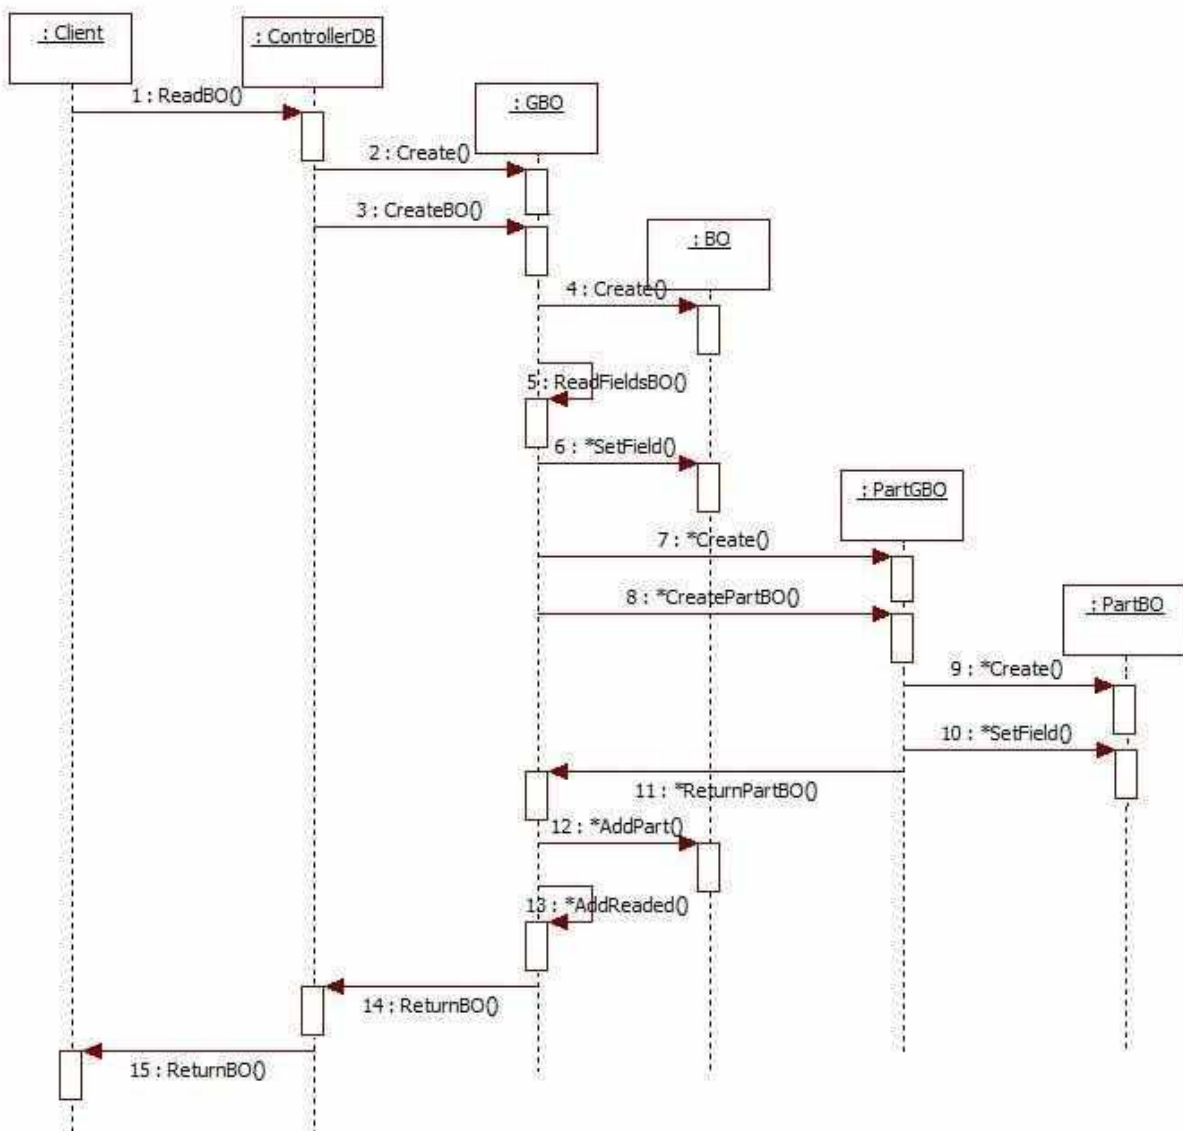 : Client
: ControllerDB
1 : ReadBO()
: GBO
2 : Create()
3 : CreateBO()
: BO
4 : Create()
5 : ReadFieldsBO()
6 : *SetField()
: PartGBO
7 : *Create()
8 : *CreatePartBO()
: PartBO
9 : *Create()
10 : *SetField()
11 : *ReturnPartBO()
12 : *AddPart()
13 : *AddReaded()
14 : ReturnBO()
15 : ReturnBO()